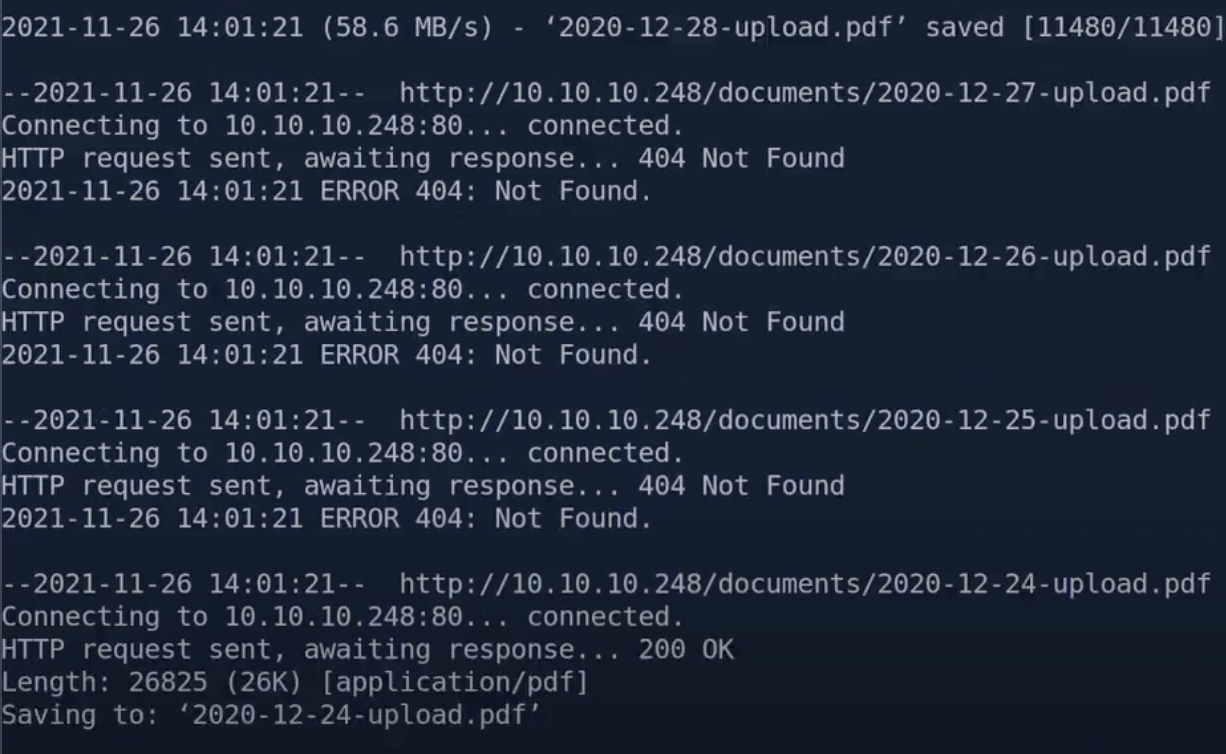 2021-11-26 14:01:21 (58.6 MB/s) - ‘2020-12-28-upload.pdf’ saved [11480/11480]
--2021-11-26 14:01:21--  http://10.10.10.248/documents/2020-12-27-upload.pdf
Connecting to 10.10.10.248:80... connected.
HTTP request sent, awaiting response... 404 Not Found
2021-11-26 14:01:21 ERROR 404: Not Found.
--2021-11-26 14:01:21--  http://10.10.10.248/documents/2020-12-26-upload.pdf
Connecting to 10.10.10.248:80... connected.
HTTP request sent, awaiting response... 404 Not Found
2021-11-26 14:01:21 ERROR 404: Not Found.
--2021-11-26 14:01:21--  http://10.10.10.248/documents/2020-12-25-upload.pdf
Connecting to 10.10.10.248:80... connected.
HTTP request sent, awaiting response... 404 Not Found
2021-11-26 14:01:21 ERROR 404: Not Found.
--2021-11-26 14:01:21--  http://10.10.10.248/documents/2020-12-24-upload.pdf
Connecting to 10.10.10.248:80... connected.
HTTP request sent, awaiting response... 200 OK
Length: 26825 (26K) [application/pdf]
Saving to: ‘2020-12-24-upload.pdf’